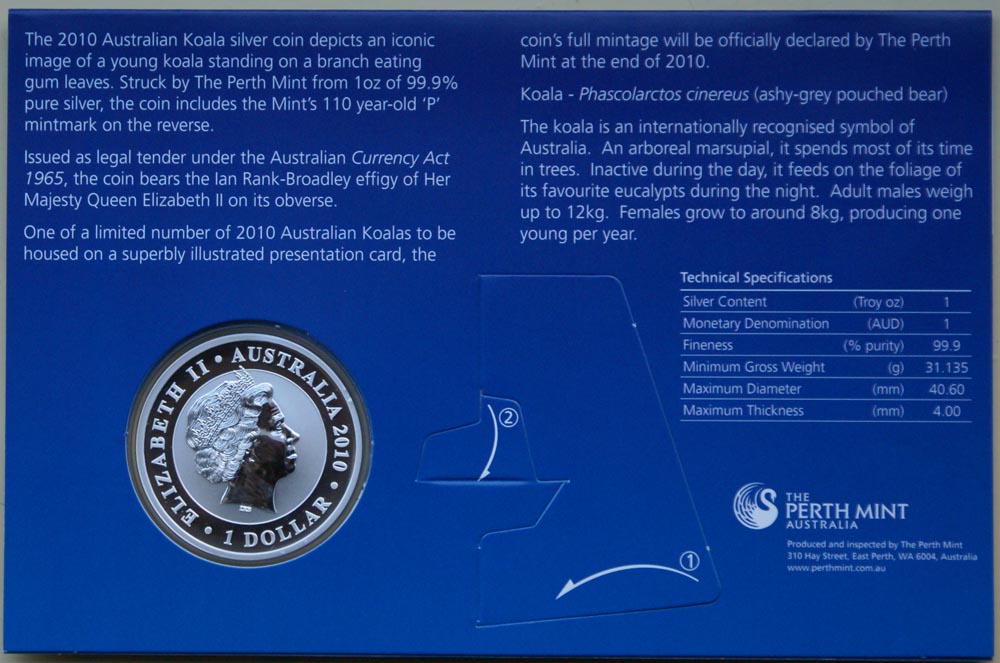 The 2010 Australian Koala silver coin depicts an iconic
image of a young koala standing on a branch eating
gum leaves. Struck by The Perth Mint from 1oz of 99.9%
pure silver, the coin includes the Mint's 110 year-old 'P'
mintmark on the reverse.
Issued as legal tender under the Australian Currency Act
1965, the coin bears the Ian Rank-Broadley effigy of Her
Majesty Queen Elizabeth II on its obverse.
One of a limited number of 2010 Australian Koalas to be
housed on a superbly illustrated presentation card, the
coin's full mintage will be officially declared by The Perth
Mint at the end of 2010.
Koala - Phascolarctos cinereus (ashy-grey pouched bear)
The koala is an internationally recognised symbol of
Australia. An arboreal marsupial, it spends most of its time
in trees. Inactive during the day, it feeds on the foliage of
its favourite eucalypts during the night. Adult males weigh
up to 12kg. Females grow to around 8kg, producing one
young per year.
Technical Specifications
Silver Content (Troy oz) 1
Monetary Denomination (AUD) 1
Fineness (% purity) 99.9
Minimum Gross Weight (g) 31.135
Maximum Diameter (mm) 40.60
Maximum Thickness (mm) 4.00
ELIZABETH II • AUSTRALIA 2010 • 1 DOLLAR •
2
1
THE
PERTH MINT
AUSTRALIA
Produced and inspected by The Perth Mint
310 Hay Street, East Perth, WA 6004, Australia
www.perthmint.com.au